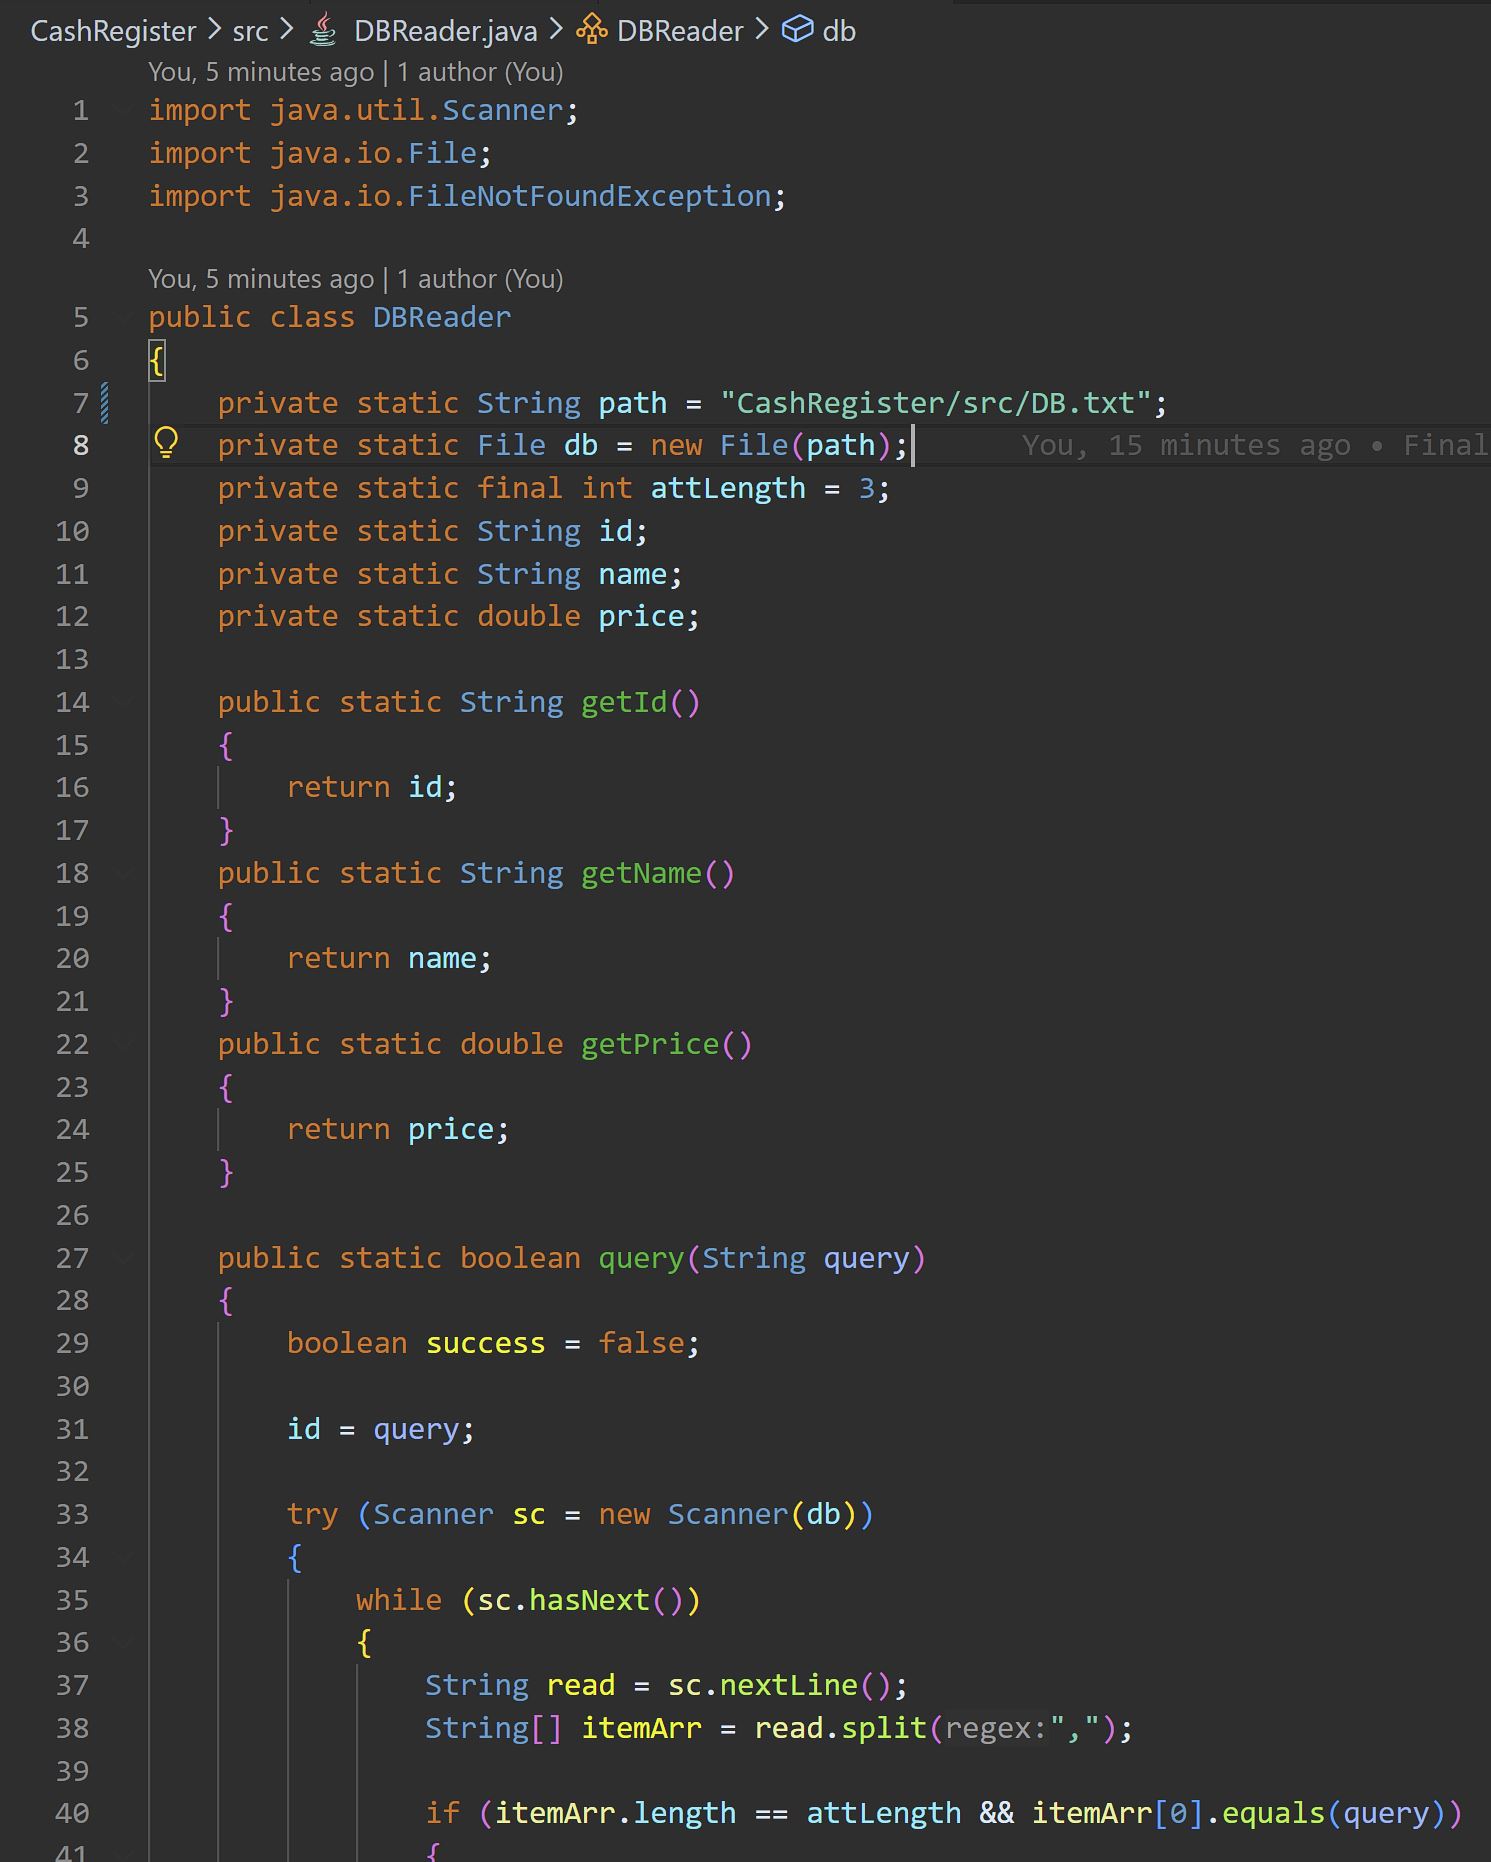 CashRegister > src > DBReader.java > DBReader > db
You, 5 minutes ago | 1 author (You)
1 import java.util.Scanner;
2 import java.io.File;
3 import java.io.FileNotFoundException;
4
You, 5 minutes ago | 1 author (You)
5 public class DBReader
6 {
7     private static String path = "CashRegister/src/DB.txt";
8     private static File db = new File(path);      You, 15 minutes ago • Final
9     private static final int attLength = 3;
10     private static String id;
11     private static String name;
12     private static double price;
13
14     public static String getId()
15     {
16         return id;
17     }
18     public static String getName()
19     {
20         return name;
21     }
22     public static double getPrice()
23     {
24         return price;
25     }
26
27     public static boolean query(String query)
28     {
29         boolean success = false;
30
31         id = query;
32
33         try (Scanner sc = new Scanner(db))
34         {
35             while (sc.hasNext())
36             {
37                 String read = sc.nextLine();
38                 String[] itemArr = read.split(regex:",");
39
40                 if (itemArr.length == attLength && itemArr[0].equals(query))
41                 {